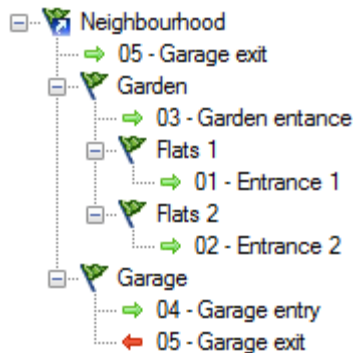 Neighbourhood
05 - Garage exit
Garden
03 - Garden entance
Flats 1
01 - Entrance 1
Flats 2
02 - Entrance 2
Garage
04 - Garage entry
05 - Garage exit